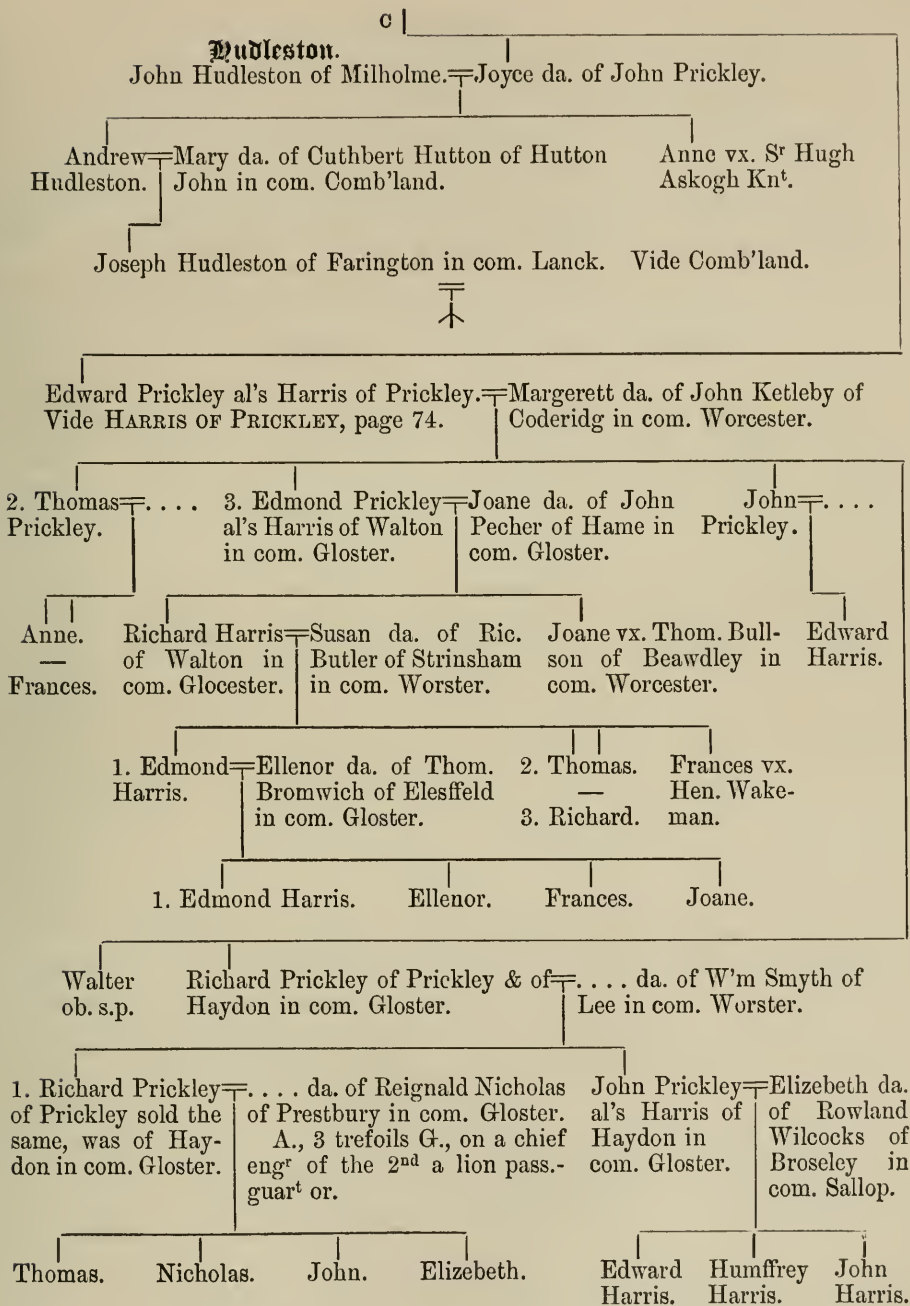 C
Hudleston.
John Hudleston of Milholme.=Joyce da. of John Prickley.
Andrew=Mary da. of Cuthbert Hutton of Hutton
Hudleston. John in com. Comb'land.
Anne vx. Sʳ Hugh
Askogh Knᵗ.
Joseph Hudleston of Farington in com. Lanck. Vide Comb'land.
Edward Prickley al's Harris of Prickley.=Margerett da. of John Ketleby of
Vide HARRIS OF PRICKLEY, page 74. Coderidg in com. Worcester.
2. Thomas=. . . .
Prickley.
3. Edmond Prickley=Joane da. of John
al's Harris of Walton Pecher of Hame in
in com. Gloster. com. Gloster.
John=. . . .
Prickley.
Anne.
—
Frances.
Richard Harris=Susan da. of Ric.
of Walton in Butler of Strinsham
com. Glocester. in com. Worster.
Joane vx. Thom. Bull-
son of Beawdley in
com. Worcester.
Edward
Harris.
1. Edmond=Ellenor da. of Thom.
Harris. Bromwich of Elesffeld
in com. Gloster.
2. Thomas.
—
3. Richard.
Frances vx.
Hen. Wake-
man.
1. Edmond Harris. Ellenor. Frances. Joane.
Walter
ob. s.p.
Richard Prickley of Prickley & of=. . . . da. of W'm Smyth of
Haydon in com. Gloster. Lee in com. Worster.
1. Richard Prickley=. . . . da. of Reignald Nicholas
of Prickley sold the of Prestbury in com. Gloster.
same, was of Hay- A., 3 trefoils G., on a chief
don in com. Gloster. engʳ of the 2ⁿᵈ a lion pass.-
guarᵗ or.
John Prickley=Elizebeth da.
al's Harris of of Rowland
Haydon in Wilcocks of
com. Gloster. Broseley in
com. Sallop.
Thomas. Nicholas. John. Elizebeth.
Edward Humffrey John
Harris. Harris. Harris.